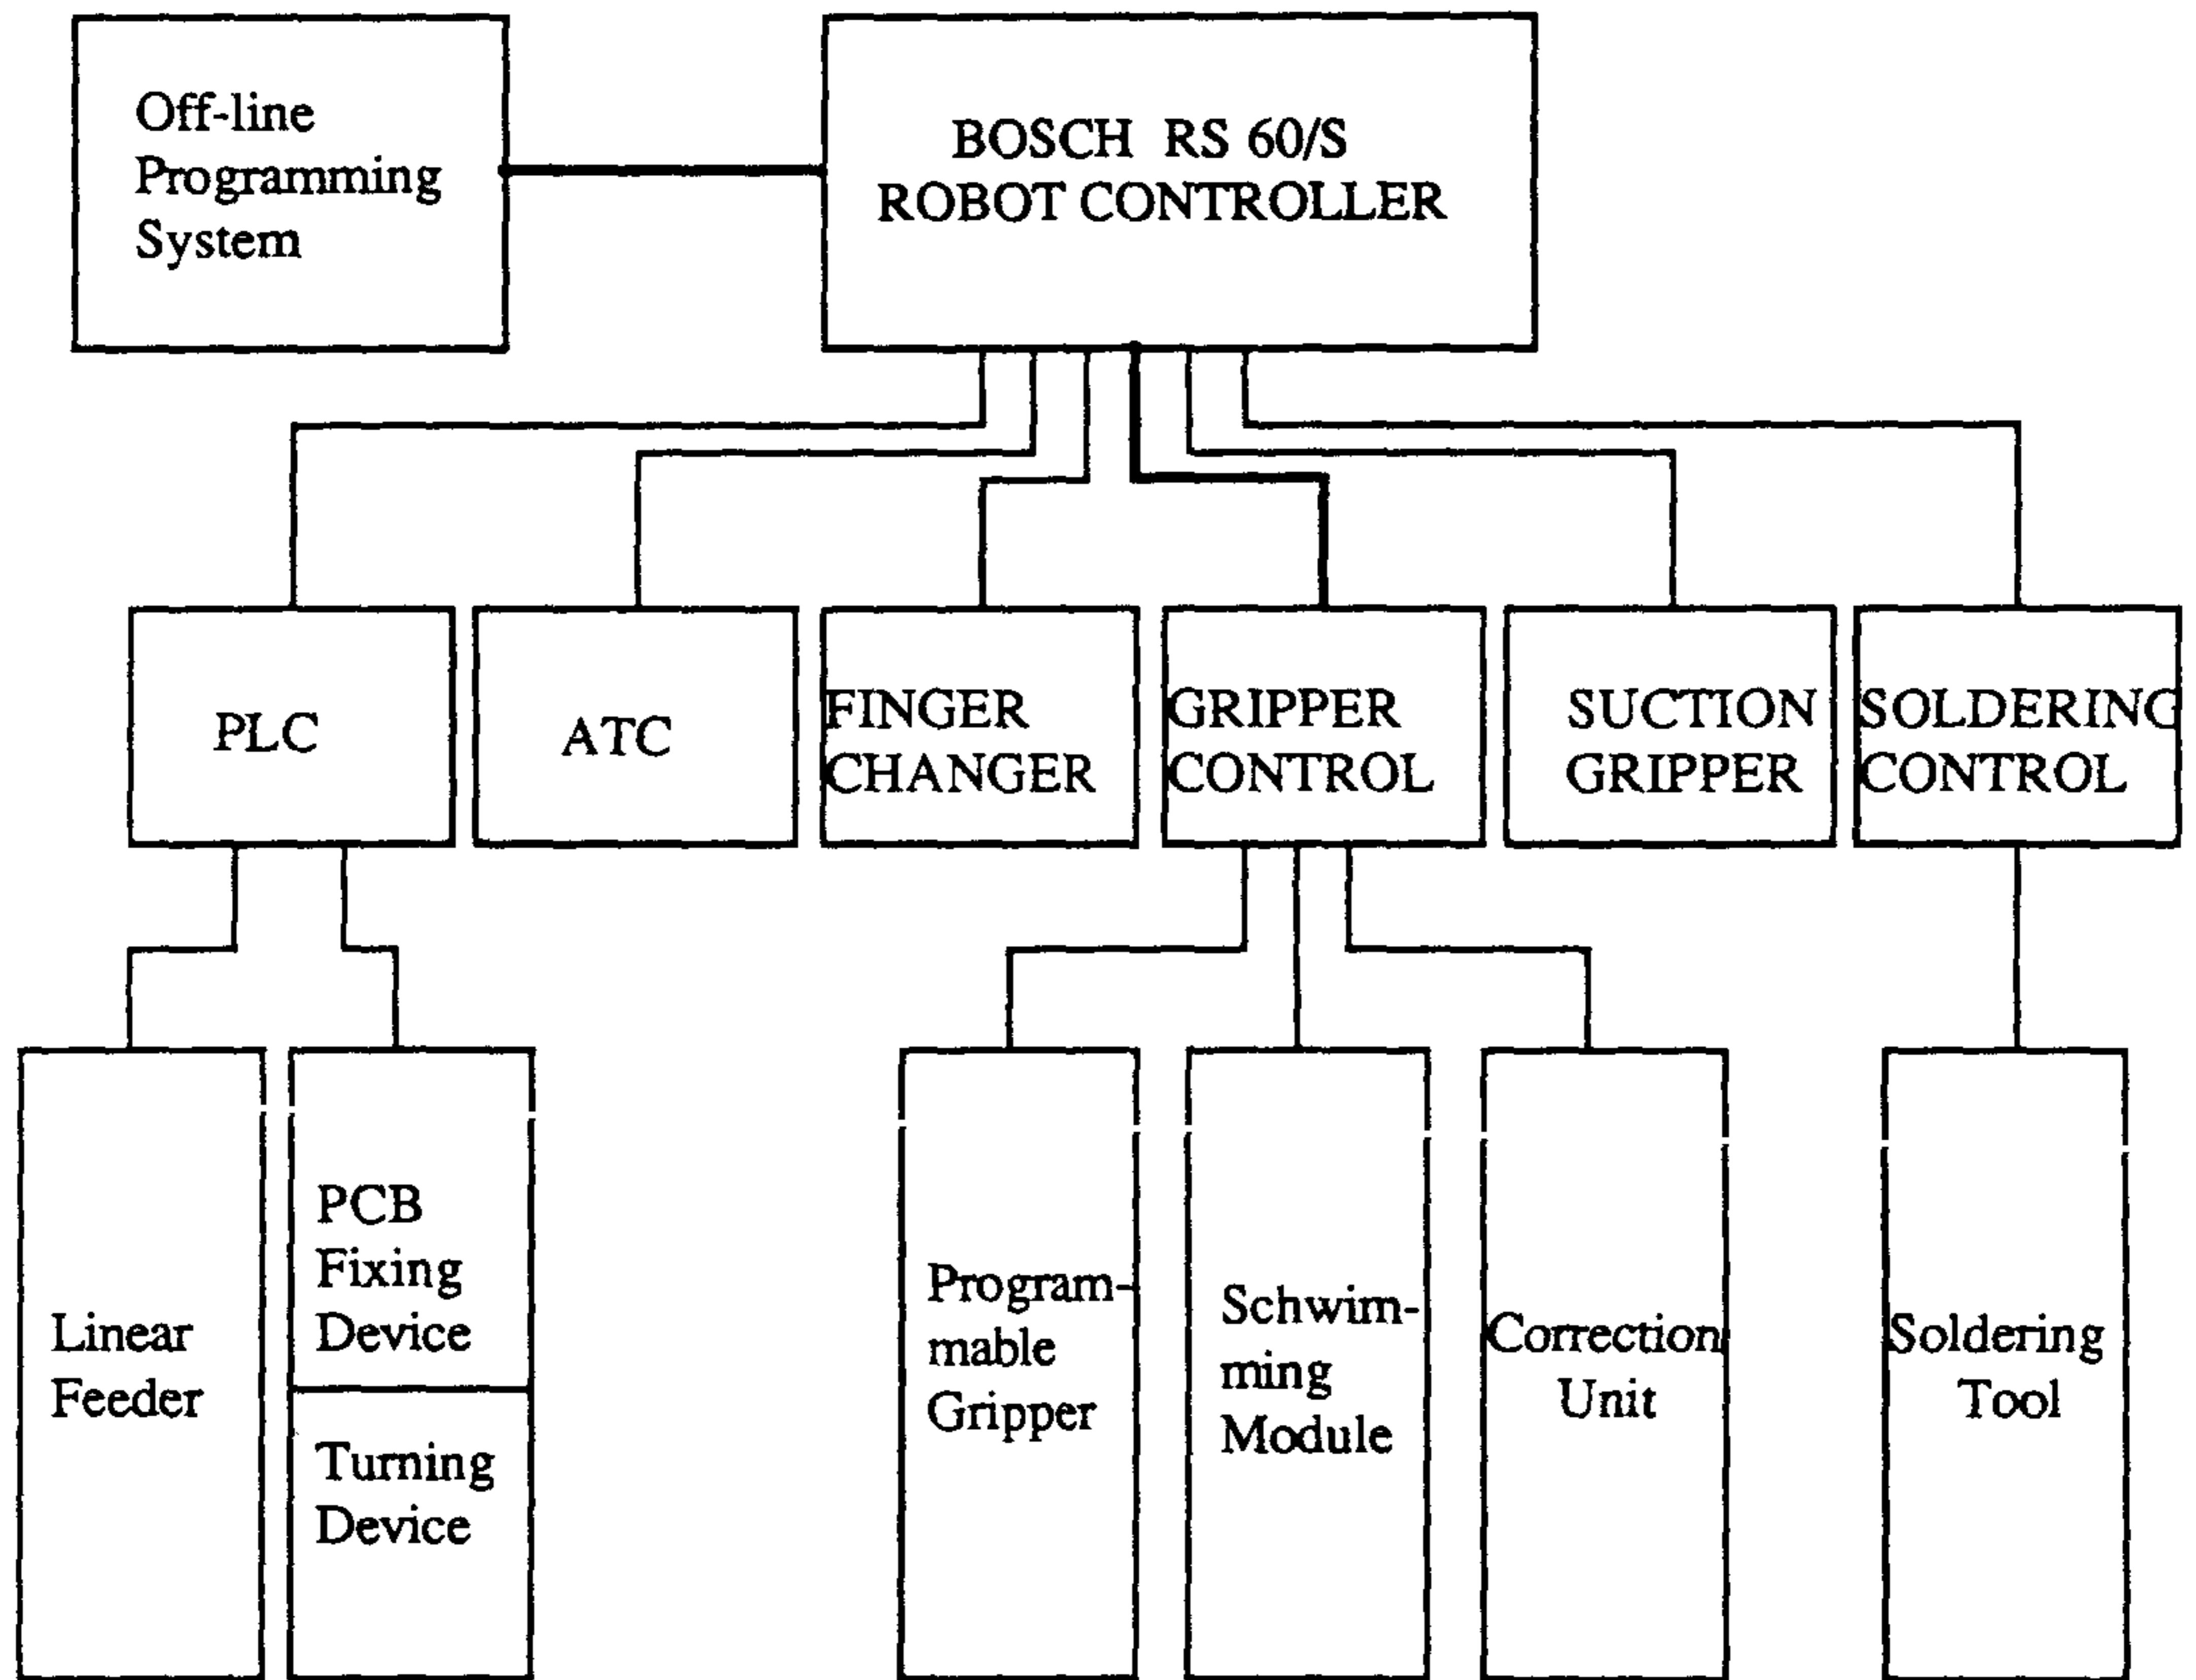 Off-line
Programming
System
BOSCH RS 60/S
ROBOT CONTROLLER
PLC
ATC
FINGER
CHANGER
GRIPPER
CONTROL
SUCTION
GRIPPER
SOLDERING
CONTROL
Linear
Feeder
PCB
Fixing
Device
Turning
Device
Program-
mable
Gripper
Schwim-
ming
Module
Correction
Unit
Soldering
Tool